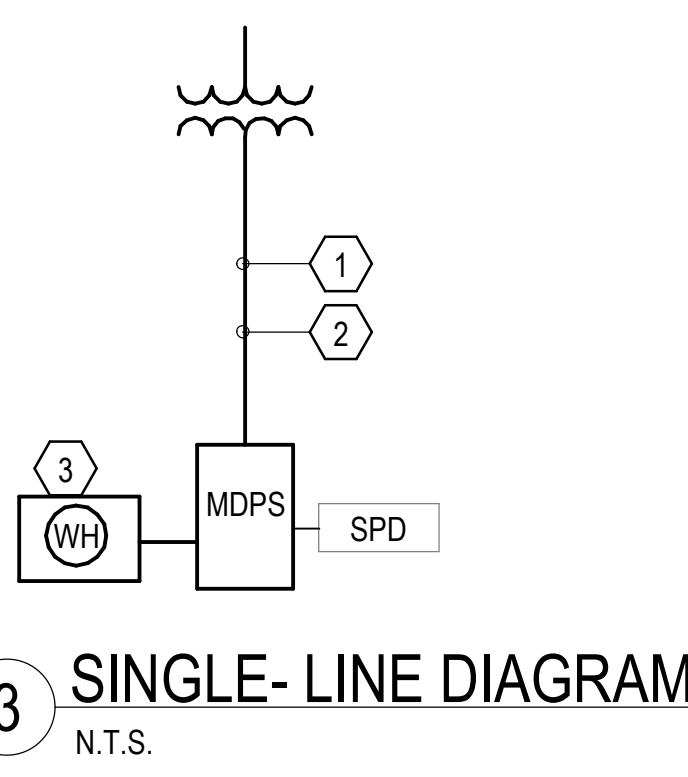 1
2
3
MDPS
WH
SPD
3
SINGLE- LINE DIAGRAM
N.T.S.